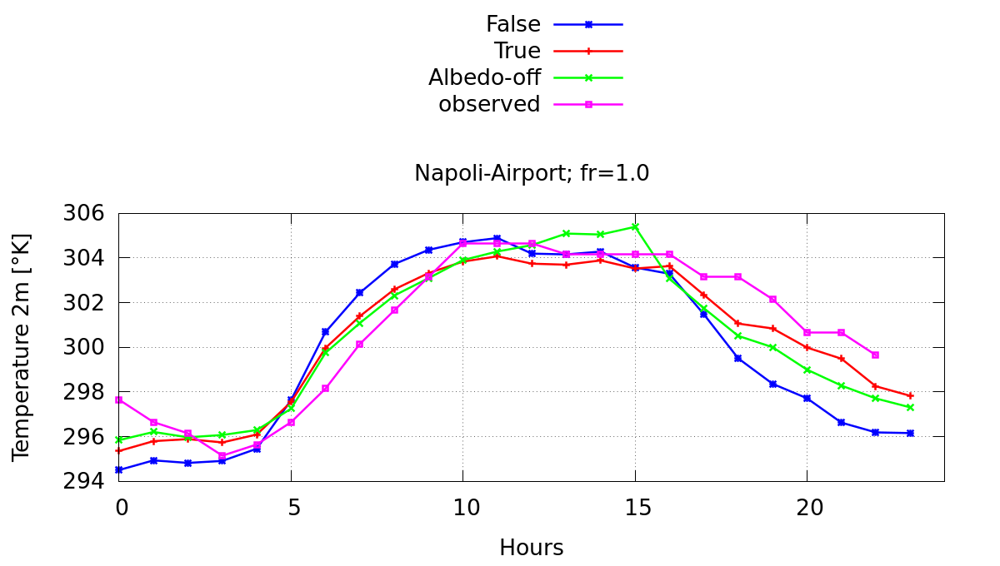 False
True
Albedo-off
observed
Napoli-Airport; fr=1.0
306
304
302
300
298
296
294
Temperature 2m [°K]
0 5 10 15 20
Hours